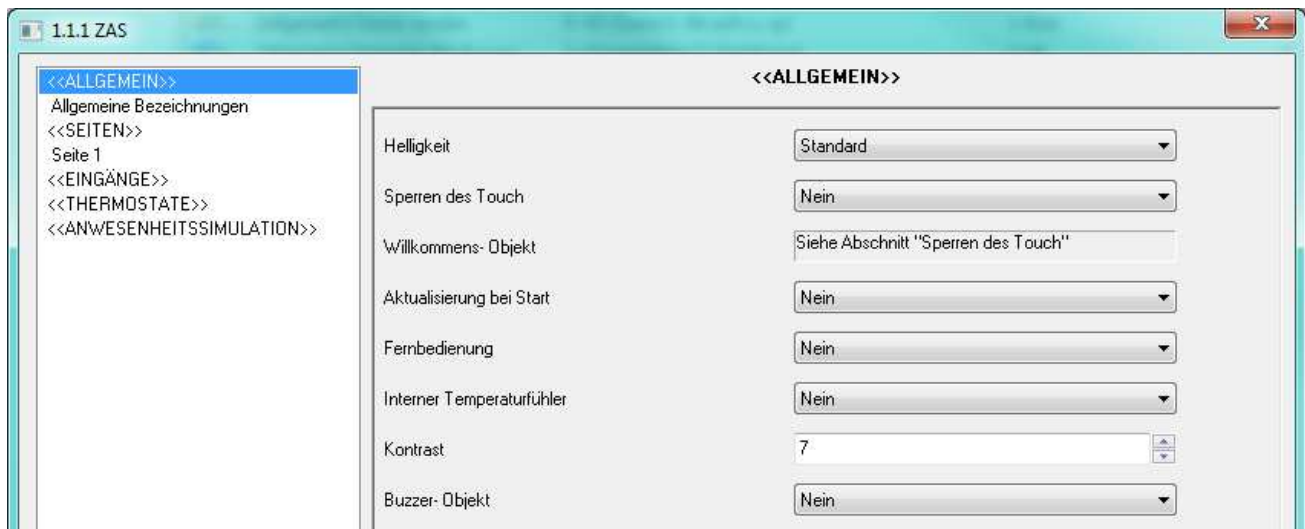 1.1.1 ZAS
<<ALLGEMEIN>>
Allgemeine Bezeichnungen
<<SEITEN>>
Seite 1
<<EINGÄNGE>>
<<THERMOSTATE>>
<<ANWESENHEITSSIMULATION>>
<<ALLGEMEIN>>
Helligkeit Standard
Sperren des Touch Nein
Willkommens- Objekt Siehe Abschnitt "Sperren des Touch"
Aktualisierung bei Start Nein
Fernbedienung Nein
Interner Temperaturfühler Nein
Kontrast 7
Buzzer- Objekt Nein